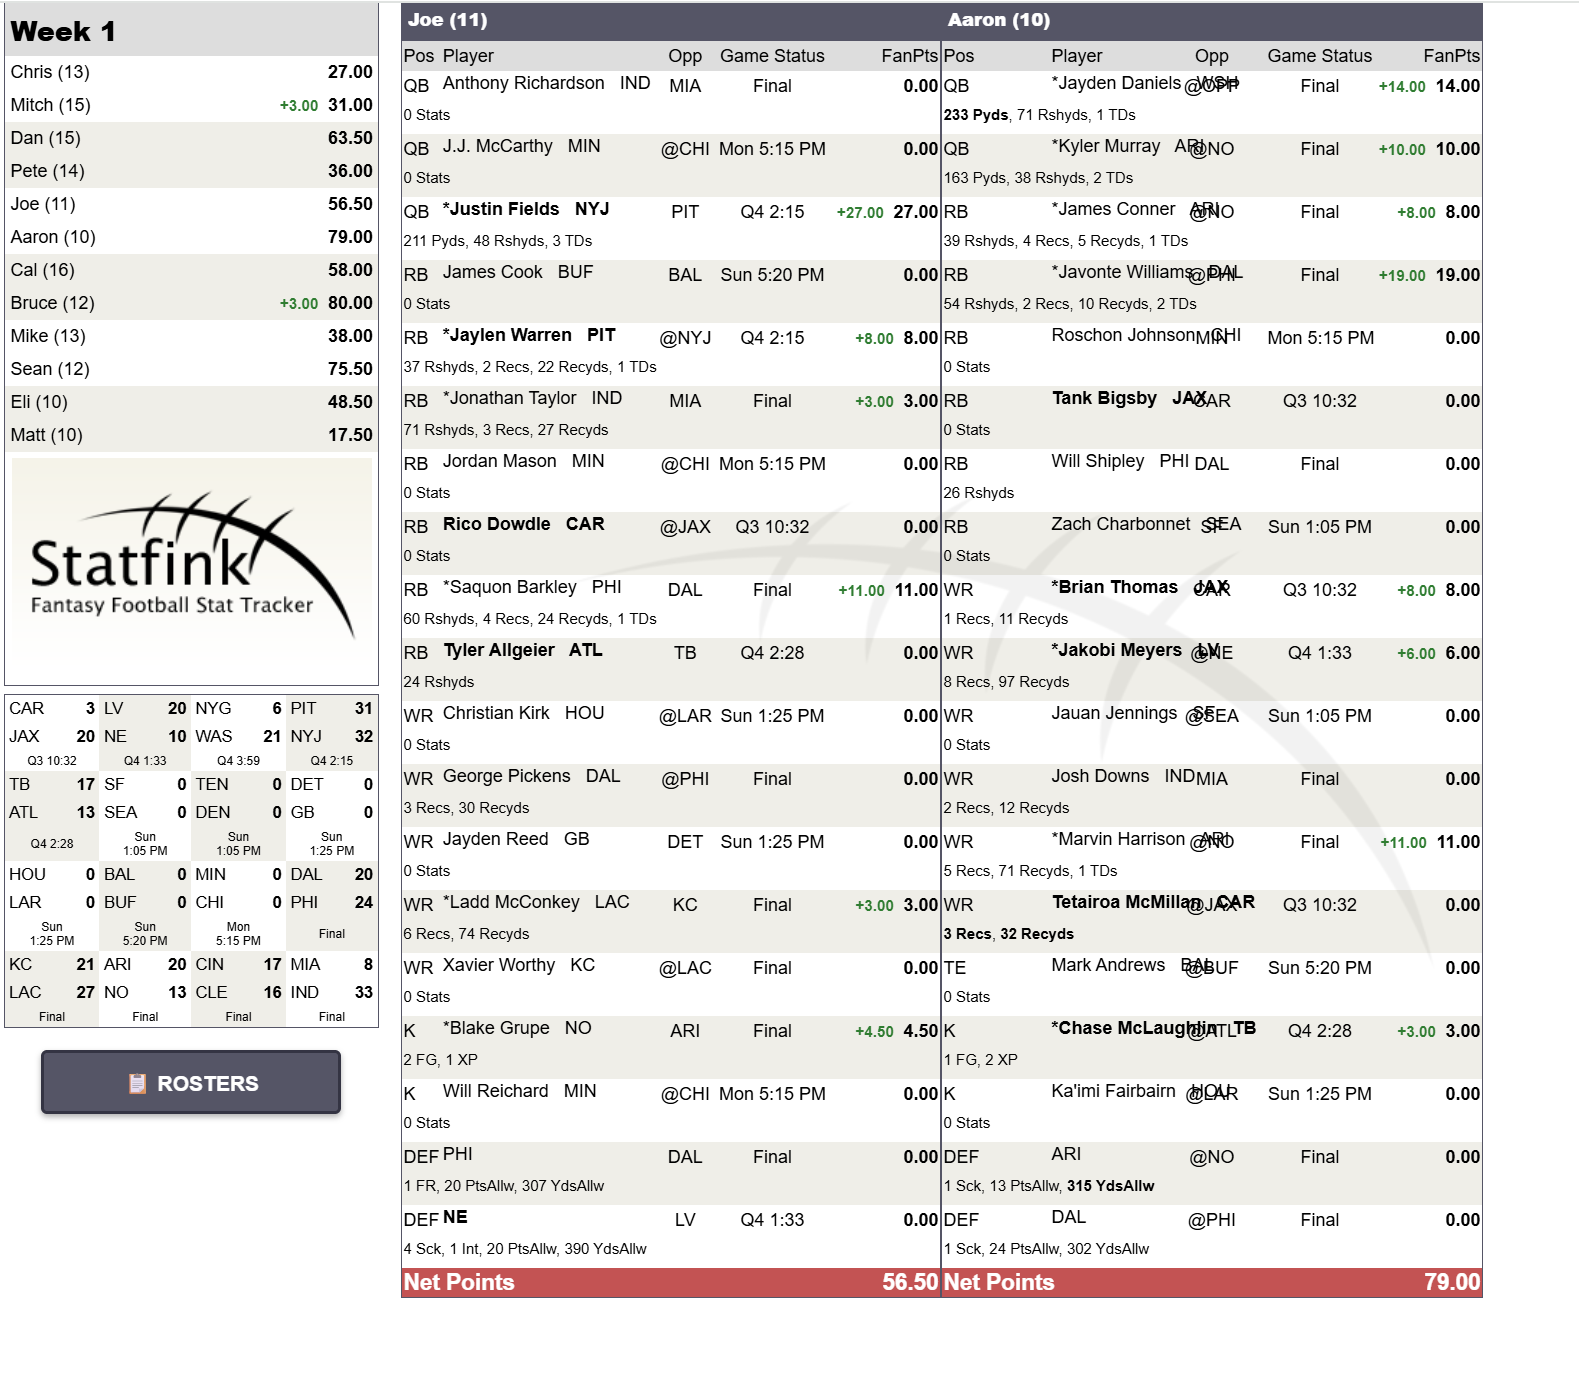 Week 1
Chris (13) 27.00
Mitch (15) +3.00 31.00
Dan (15) 63.50
Pete (14) 36.00
Joe (11) 56.50
Aaron (10) 79.00
Cal (16) 58.00
Bruce (12) +3.00 80.00
Mike (13) 38.00
Sean (12) 75.50
Eli (10) 48.50
Matt (10) 17.50
Statfink
Fantasy Football Stat Tracker
CAR 3 LV 20 NYG 6 PIT 31
JAX 20 NE 10 WAS 21 NYJ 32
Q3 10:32 Q4 1:33 Q4 3:59 Q4 2:15
TB 17 SF 0 TEN 0 DET 0
ATL 13 SEA 0 DEN 0 GB 0
Q4 2:28 Sun 1:05 PM Sun 1:05 PM Sun 1:25 PM
HOU 0 BAL 0 MIN 0 DAL 20
LAR 0 BUF 0 CHI 0 PHI 24
Sun 1:25 PM Sun 5:20 PM Mon 5:15 PM Final
KC 21 ARI 20 CIN 17 MIA 8
LAC 27 NO 13 CLE 16 IND 33
Final Final Final Final
ROSTERS
Joe (11)
Pos Player Opp Game Status FanPts
QB Anthony Richardson IND MIA Final 0.00
0 Stats
QB J.J. McCarthy MIN @CHI Mon 5:15 PM 0.00
0 Stats
QB *Justin Fields NYJ PIT Q4 2:15 +27.00 27.00
211 Pyds, 48 Rshyds, 3 TDs
RB James Cook BUF BAL Sun 5:20 PM 0.00
0 Stats
RB *Jaylen Warren PIT @NYJ Q4 2:15 +8.00 8.00
37 Rshyds, 2 Recs, 22 Recyds, 1 TDs
RB *Jonathan Taylor IND MIA Final +3.00 3.00
71 Rshyds, 3 Recs, 27 Recyds
RB Jordan Mason MIN @CHI Mon 5:15 PM 0.00
0 Stats
RB Rico Dowdle CAR @JAX Q3 10:32 0.00
0 Stats
RB *Saquon Barkley PHI DAL Final +11.00 11.00
60 Rshyds, 4 Recs, 24 Recyds, 1 TDs
RB Tyler Allgeier ATL TB Q4 2:28 0.00
24 Rshyds
WR Christian Kirk HOU @LAR Sun 1:25 PM 0.00
0 Stats
WR George Pickens DAL @PHI Final 0.00
3 Recs, 30 Recyds
WR Jayden Reed GB DET Sun 1:25 PM 0.00
0 Stats
WR *Ladd McConkey LAC KC Final +3.00 3.00
6 Recs, 74 Recyds
WR Xavier Worthy KC @LAC Final 0.00
0 Stats
K *Blake Grupe NO ARI Final +4.50 4.50
2 FG, 1 XP
K Will Reichard MIN @CHI Mon 5:15 PM 0.00
0 Stats
DEF PHI DAL Final 0.00
1 FR, 20 PtsAllw, 307 YdsAllw
DEF NE LV Q4 1:33 0.00
4 Sck, 1 Int, 20 PtsAllw, 390 YdsAllw
Net Points 56.50
Aaron (10)
Pos Player Opp Game Status FanPts
QB *Jayden Daniels WSH Final +14.00 14.00
233 Pyds, 71 Rshyds, 1 TDs
QB *Kyler Murray ARI @NO Final +10.00 10.00
163 Pyds, 38 Rshyds, 2 TDs
RB *James Conner ARI @NO Final +8.00 8.00
39 Rshyds, 4 Recs, 5 Recyds, 1 TDs
RB *Javonte Williams DAL @PHI Final +19.00 19.00
54 Rshyds, 2 Recs, 10 Recyds, 2 TDs
RB Roschon Johnson CHI MIN Mon 5:15 PM 0.00
0 Stats
RB Tank Bigsby JAX CAR Q3 10:32 0.00
0 Stats
RB Will Shipley PHI DAL Final 0.00
26 Rshyds
RB Zach Charbonnet SEA SF Sun 1:05 PM 0.00
0 Stats
WR *Brian Thomas JAX CAR Q3 10:32 +8.00 8.00
1 Recs, 11 Recyds
WR *Jakobi Meyers LV @NE Q4 1:33 +6.00 6.00
8 Recs, 97 Recyds
WR Jauan Jennings SF @SEA Sun 1:05 PM 0.00
0 Stats
WR Josh Downs IND MIA Final 0.00
2 Recs, 12 Recyds
WR *Marvin Harrison ARI @NO Final +11.00 11.00
5 Recs, 71 Recyds, 1 TDs
WR Tetairoa McMillan CAR @JAX Q3 10:32 0.00
3 Recs, 32 Recyds
TE Mark Andrews BAL @BUF Sun 5:20 PM 0.00
0 Stats
K *Chase McLaughlin TB @ATL Q4 2:28 +3.00 3.00
1 FG, 2 XP
K Ka'imi Fairbairn HOU @LAR Sun 1:25 PM 0.00
0 Stats
DEF ARI @NO Final 0.00
1 Sck, 13 PtsAllw, 315 YdsAllw
DEF DAL @PHI Final 0.00
1 Sck, 24 PtsAllw, 302 YdsAllw
Net Points 79.00